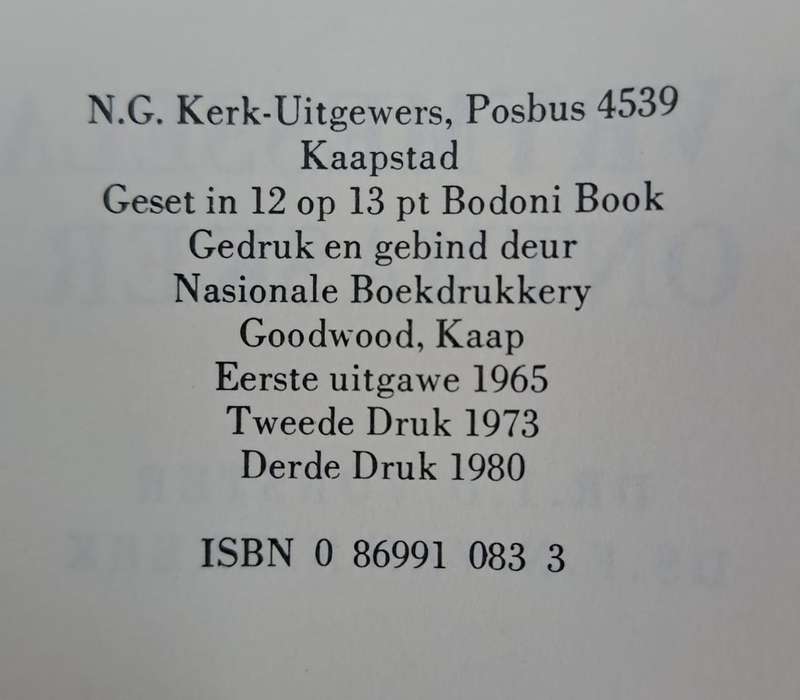 N.G. Kerk-Uitgewers, Posbus 4539
Kaapstad
Geset in 12 op 13 pt Bodoni Book
Gedruk en gebind deur
Nasionale Boekdrukkery
Goodwood, Kaap
Eerste uitgawe 1965
Tweede Druk 1973
Derde Druk 1980
ISBN 0 86991 083 3